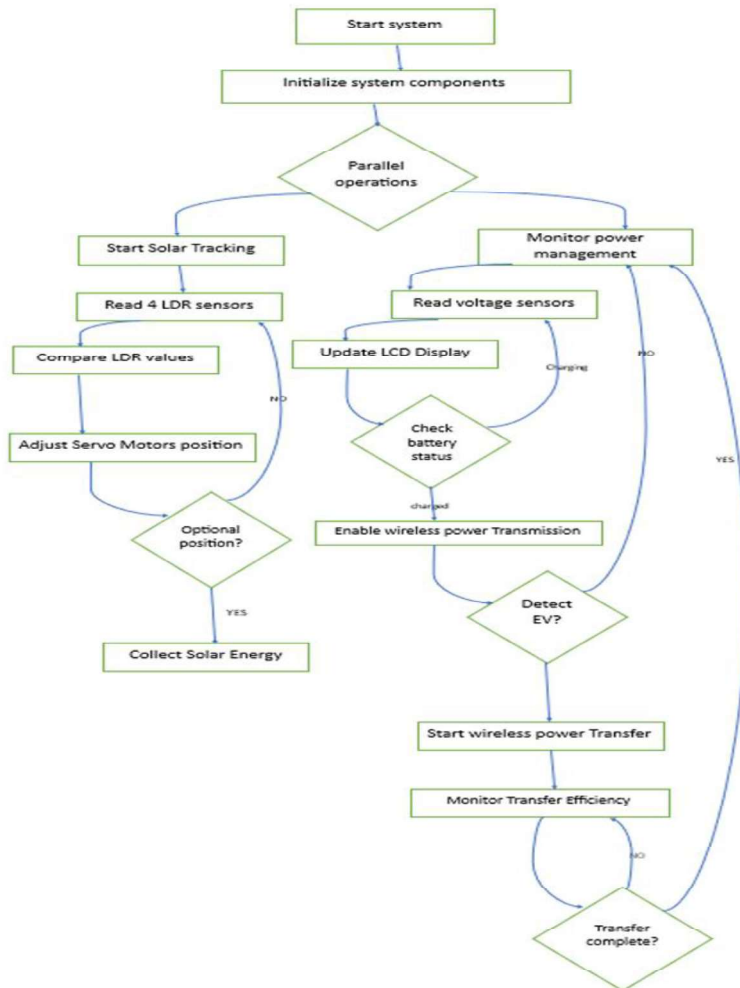 Start system
Initialize system components
Parallel
operations
Start Solar Tracking
Monitor power
management
Read 4 LDR sensors
Read voltage sensors
Compare LDR values
Update LCD Display
Charging
NO
NO
Adjust Servo Motors position
Check
battery
status
YES
charged
Optional
position?
Enable wireless power Transmission
YES
Detect
EV?
Collect Solar Energy
Start wireless power Transfer
Monitor Transfer Efficiency
NO
Transfer
complete?